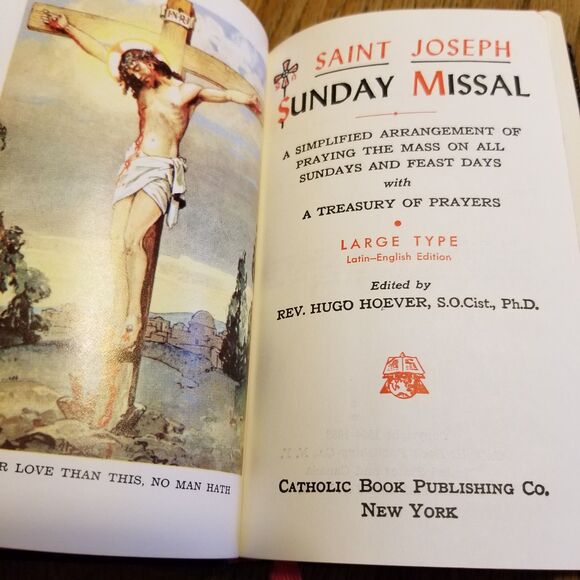 INRI
R LOVE THAN THIS, NO MAN HATH
SAINT JOSEPH
SUNDAY MISSAL
A SIMPLIFIED ARRANGEMENT OF
PRAYING THE MASS ON ALL
SUNDAYS AND FEAST DAYS
with
A TREASURY OF PRAYERS
LARGE TYPE
Latin—English Edition
Edited by
REV. HUGO HOEVER, S.O.Cist., Ph.D.
CATHOLIC BOOK PUBLISHING CO.
NEW YORK